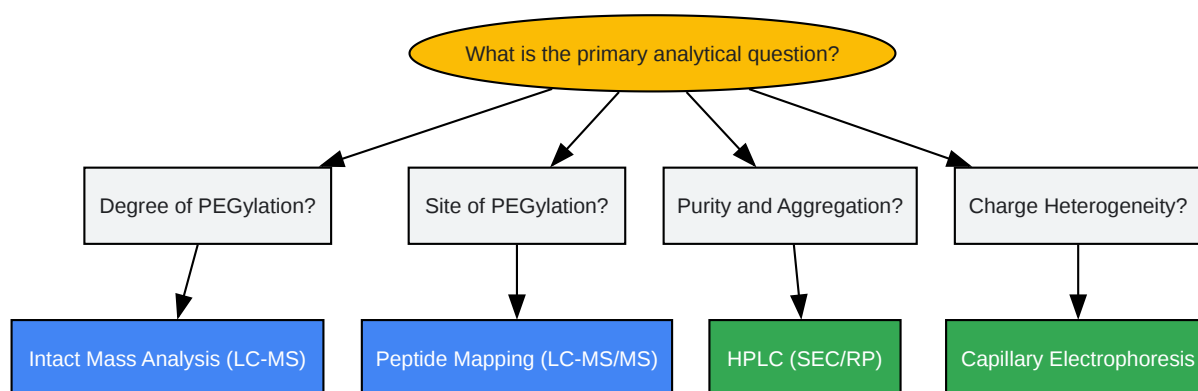 What is the primary analytical question?
Degree of PEGylation?
Site of PEGylation?
Purity and Aggregation?
Charge Heterogeneity?
Intact Mass Analysis (LC-MS)
Peptide Mapping (LC-MS/MS)
HPLC (SEC/RP)
Capillary Electrophoresis